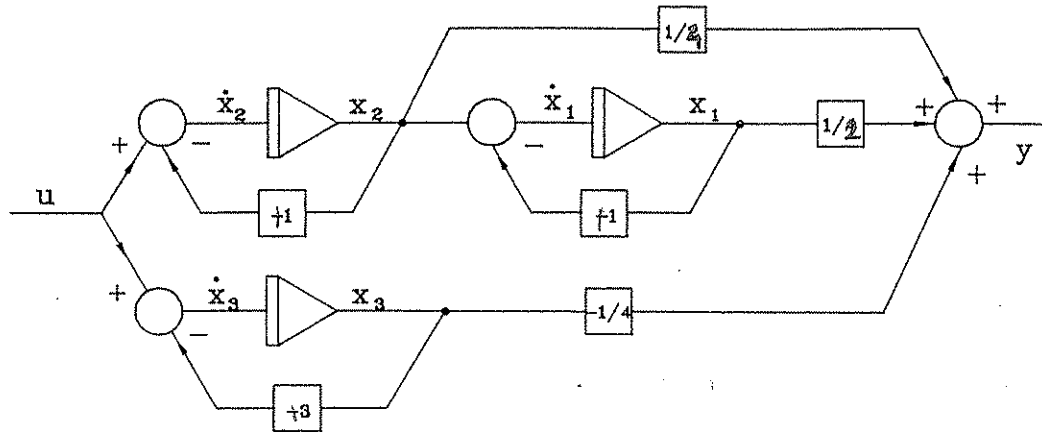 1/2
ẋ₂
x₂
ẋ₁
x₁
1/2
+
+
+
−
−
+
y
u
+1
+1
+
ẋ₃
x₃
−
-1/4
+3